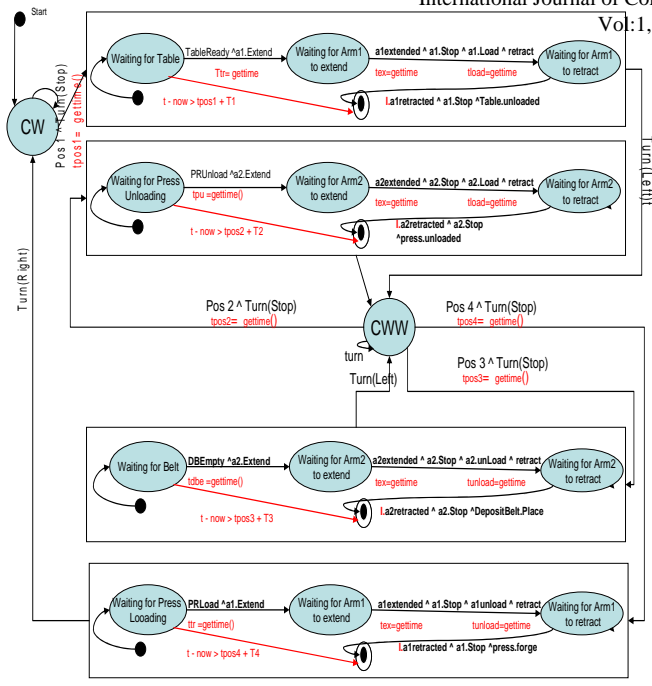 International Journal of Co
Vol:1,
Start
CW
Pos 1 ^ Turn(Stop)
tpos1= gettime()
Waiting for Table
TableReady ^a1.Extend
Ttr= gettime
Waiting for Arm1
to extend
a1extended ^ a1.Stop ^ a1.Load ^ retract
tex=gettime
tload=gettime
Waiting for Arm1
to retract
t - now > tpos1 + T1
I.a1retracted ^ a1.Stop ^Table.unloaded
Turn(Left)t
Waiting for Press
Unloading
PRUnload ^a2.Extend
tpu =gettime()
Waiting for Arm2
to extend
a2extended ^ a2.Stop ^ a2.Load ^ retract
tex=gettime
tload=gettime
Waiting for Arm2
to retract
t - now > tpos2 + T2
I.a2retracted ^ a2.Stop
^press.unloaded
Turn(Right)
Pos 2 ^ Turn(Stop)
tpos2= gettime()
CWW
turn
Turn(Left)
Pos 4 ^ Turn(Stop)
tpos4= gettime()
Pos 3 ^ Turn(Stop)
tpos3= gettime()
Waiting for Belt
DBEmpty ^a2.Extend
tdbe =gettime()
Waiting for Arm2
to extend
a2extended ^ a2.Stop ^ a2.unLoad ^ retract
tex=gettime
tunload=gettime
Waiting for Arm2
to retract
t - now > tpos3 + T3
I.a2retracted ^ a2.Stop ^DepositBelt.Place
Waiting for Press
Looading
PRLoad ^a1.Extend
ttr =gettime()
Waiting for Arm1
to extend
a1extended ^ a1.Stop ^ a1unload ^ retract
tex=gettime
tunload=gettime
Waiting for Arm1
to retract
t - now > tpos4 + T4
I.a1retracted ^ a1.Stop ^press.forge